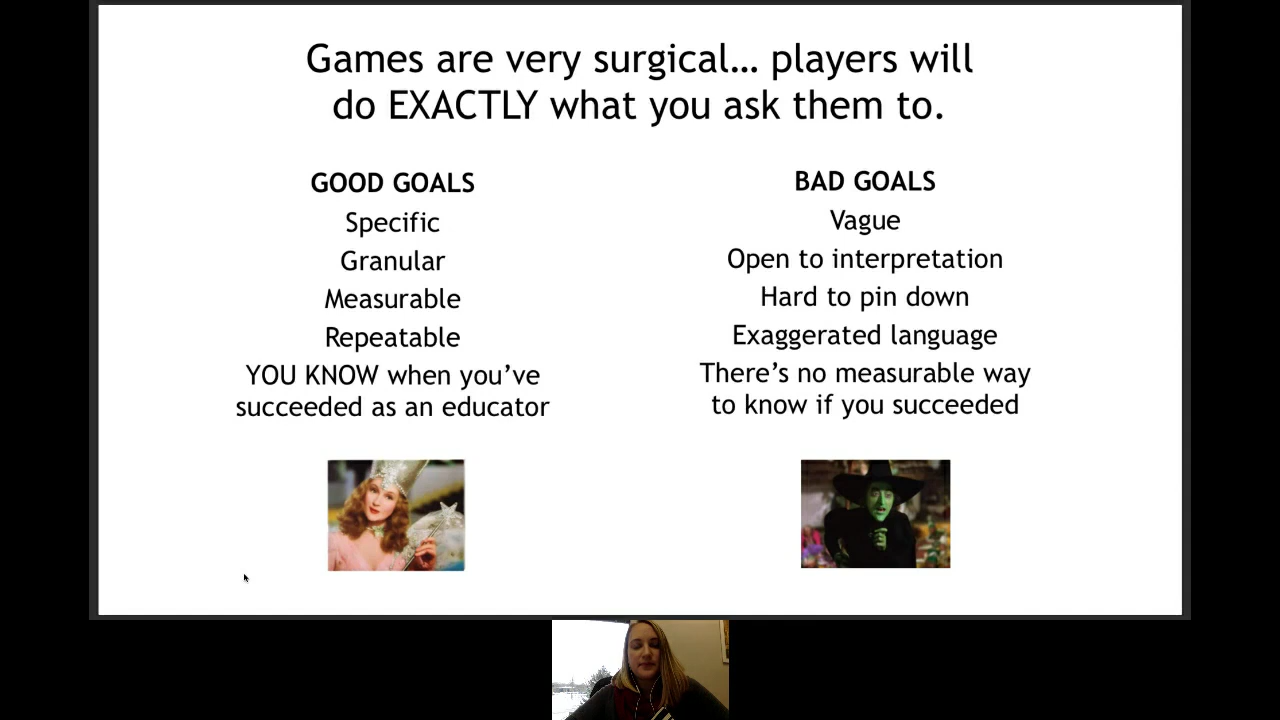 Games are very surgical… players will
do EXACTLY what you ask them to.
GOOD GOALS
Specific
Granular
Measurable
Repeatable
YOU KNOW when you’ve
succeeded as an educator
BAD GOALS
Vague
Open to interpretation
Hard to pin down
Exaggerated language
There’s no measurable way
to know if you succeeded